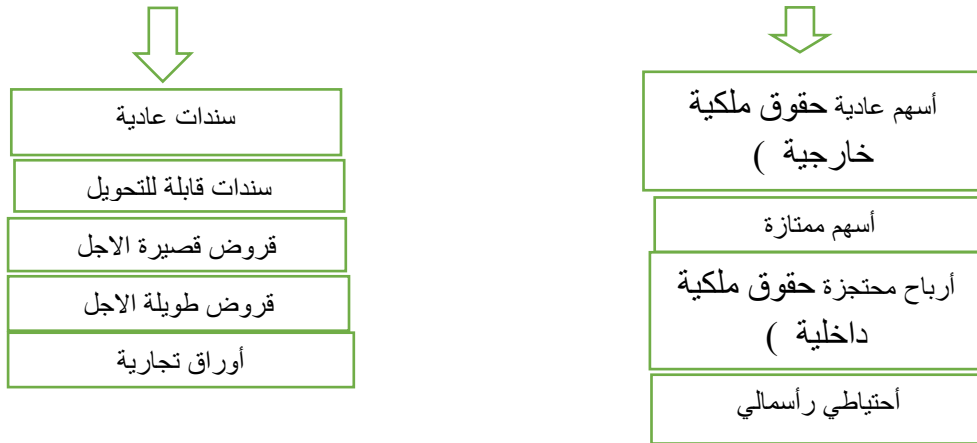 أسهم عادية حقوق ملكية
خارجية )
أسهم ممتازة
أرباح محتجزة حقوق ملكية
داخلية )
أحتياطي رأسمالي
سندات عادية
سندات قابلة للتحويل
قروض قصيرة الاجل
قروض طويلة الاجل
أوراق تجارية